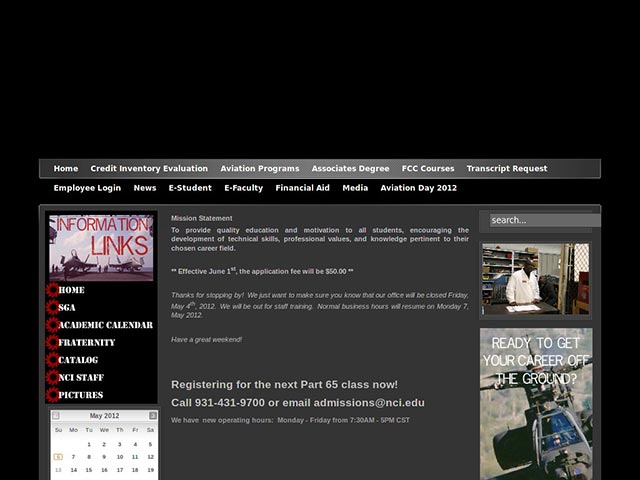 Home Credit Inventory Evaluation Aviation Programs Associates Degree FCC Courses Transcript Request
Employee Login News E-Student E-Faculty Financial Aid Media Aviation Day 2012
INFORMATION
LINKS
HOME
SGA
ACADEMIC CALENDAR
FRATERNITY
CATALOG
NCI STAFF
PICTURES
May 2012
Su Mo Tu We Th Fr Sa
1 2 3 4 5
6 7 8 9 10 11 12
13 14 15 16 17 18 19
Mission Statement
To provide quality education and motivation to all students, encouraging the
development of technical skills, professional values, and knowledge pertinent to their
chosen career field.
** Effective June 1st, the application fee will be $50.00 **
Thanks for stopping by! We just want to make sure you know that our office will be closed Friday,
May 4th, 2012. We will be out for staff training. Normal business hours will resume on Monday 7,
May 2012.
Have a great weekend!
Registering for the next Part 65 class now!
Call 931-431-9700 or email admissions@nci.edu
We have new operating hours: Monday - Friday from 7:30AM - 5PM CST
search...
READY TO GET
YOUR CAREER OFF
THE GROUND?